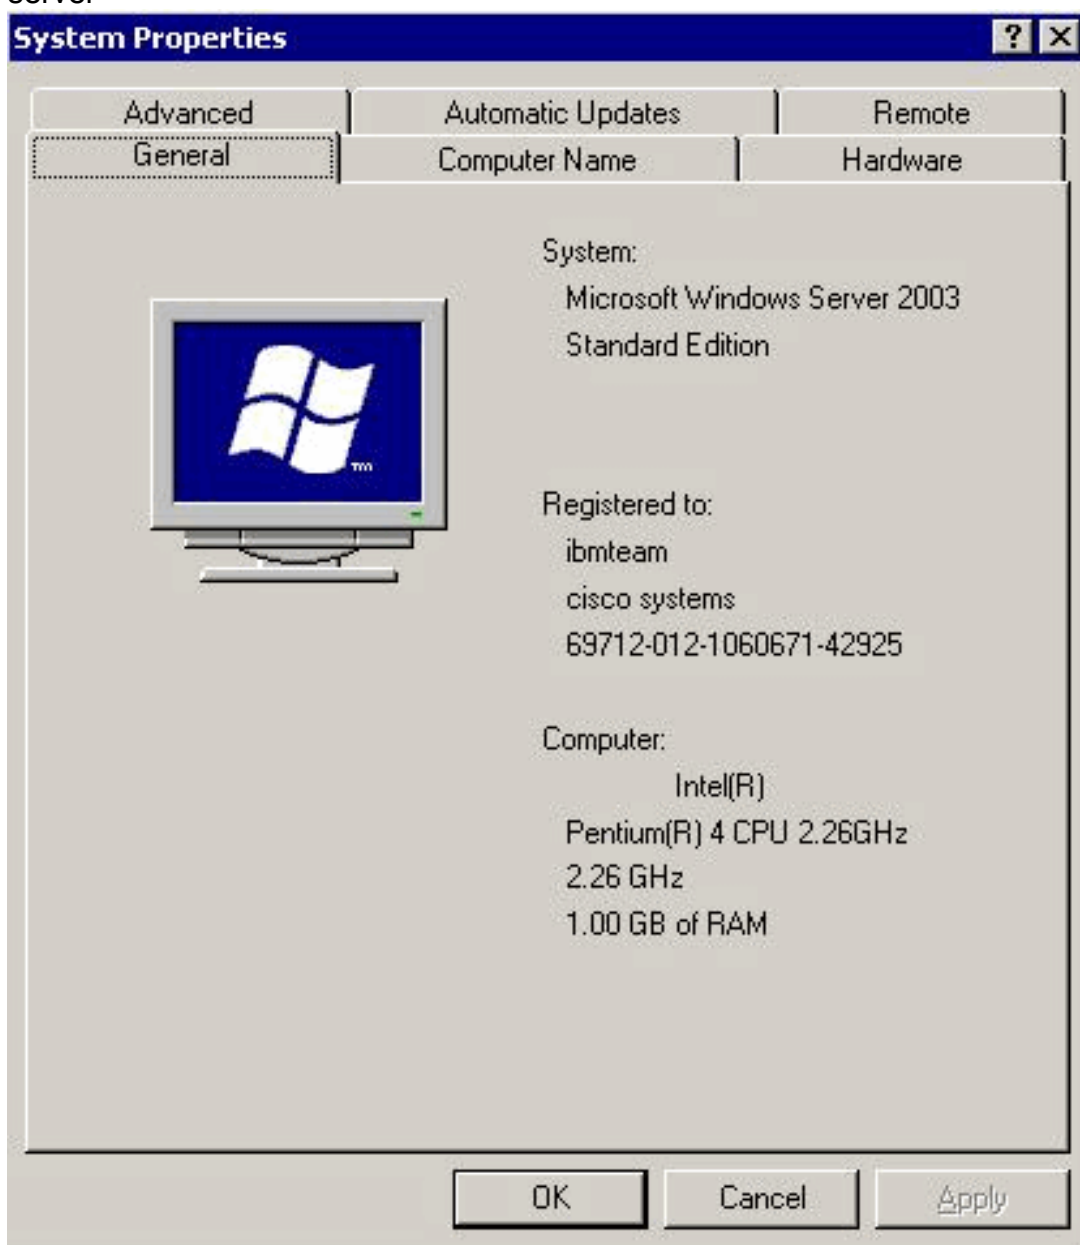 server
System Properties
Advanced Automatic Updates Remote
General Computer Name Hardware
System:
Microsoft Windows Server 2003
Standard Edition
TM
Registered to:
ibmteam
cisco systems
69712-012-1060671-42925
Computer:
Intel(R)
Pentium(R) 4 CPU 2.26GHz
2.26 GHz
1.00 GB of RAM
OK Cancel Apply